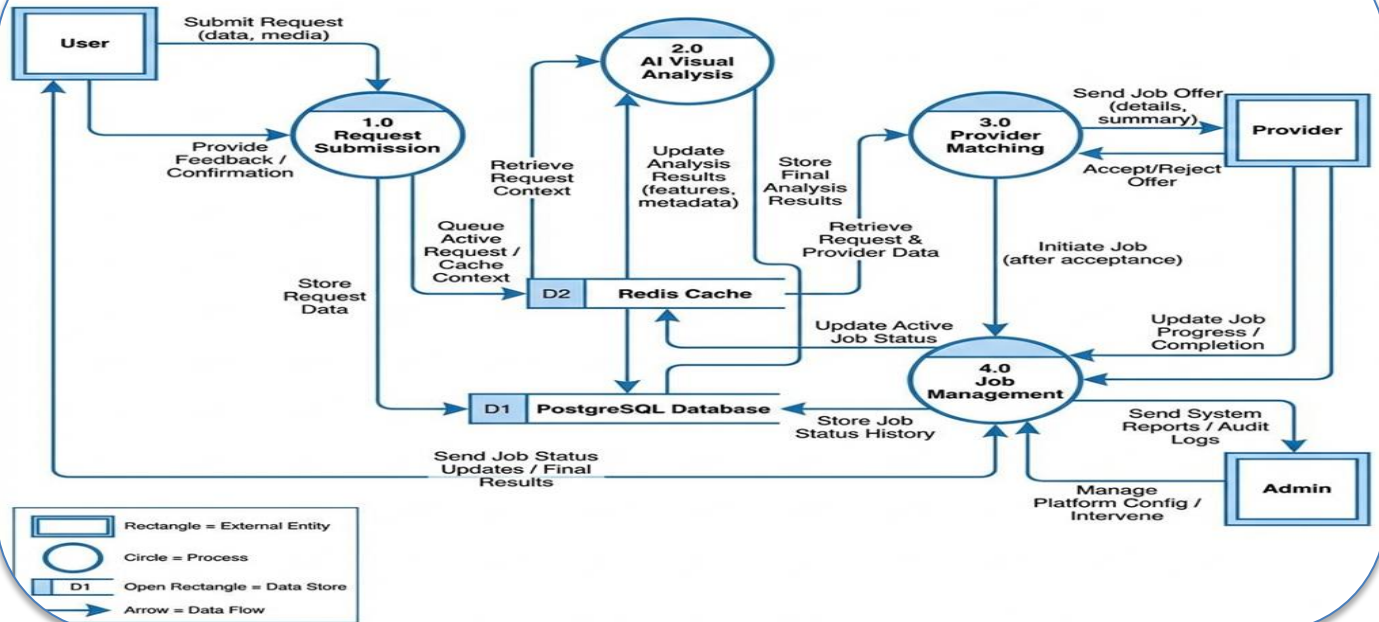 User
Submit Request
(data, media)
2.0
AI Visual
Analysis
1.0
Request
Submission
Provide
Feedback /
Confirmation
3.0
Provider
Matching
Send Job Offer
(details,
summary)
Provider
Accept/Reject
Offer
Retrieve
Request
Context
Update
Analysis
Results
(features,
metadata)
Store
Final
Analysis
Results
Queue
Active
Request /
Cache
Context
Retrieve
Request &
Provider Data
Initiate Job
(after acceptance)
Store
Request
Data
D2
Redis Cache
Update Active
Job Status
Update Job
Progress /
Completion
4.0
Job
Management
D1
PostgreSQL Database
Store Job
Status History
Send System
Reports / Audit
Logs
Send Job Status
Updates / Final
Results
Manage
Platform Config /
Intervene
Admin
Rectangle = External Entity
Circle = Process
D1
Open Rectangle = Data Store
Arrow = Data Flow